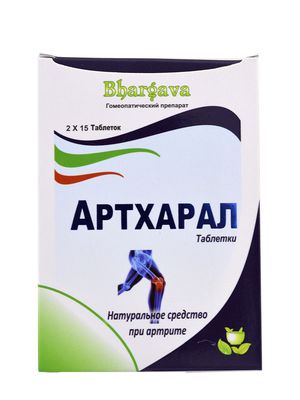 Bhargava
Гомеопатический препарат
2 X 15 Таблеток
АРТХАРАЛ
Таблетки
Натуральное средство
при артрите